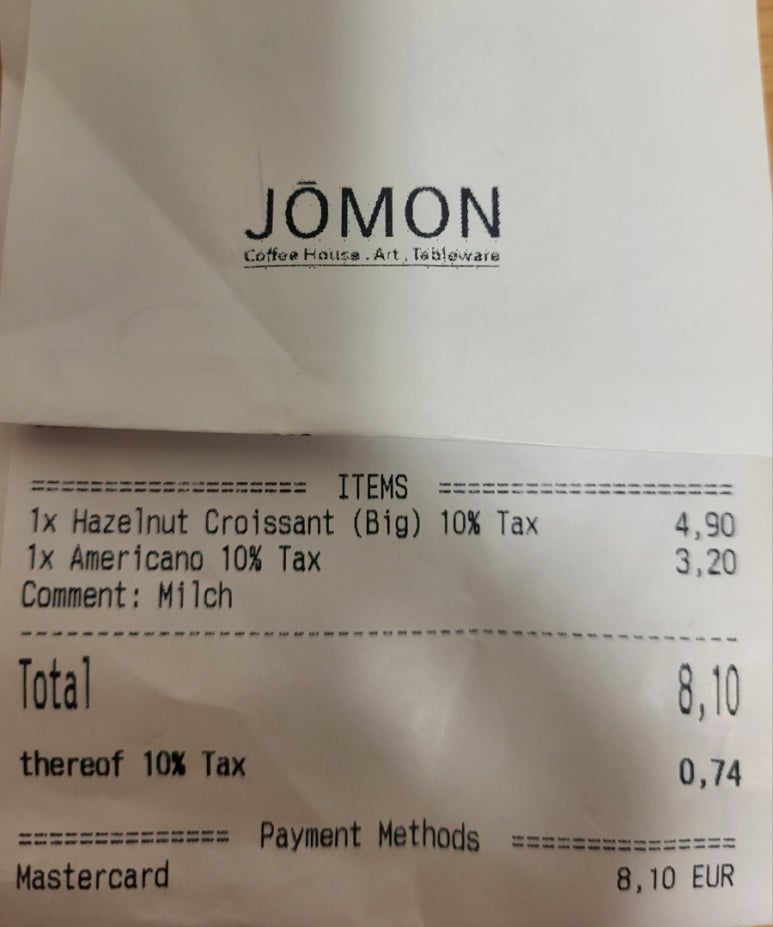 JŌMON
Coffee House . Art , Tableware
=================== ITEMS ===================
1x Hazelnut Croissant (Big) 10% Tax 4,90
1x Americano 10% Tax 3,20
Comment: Milch
Total 8,10
thereof 10% Tax 0,74
============== Payment Methods ===============
Mastercard 8,10 EUR